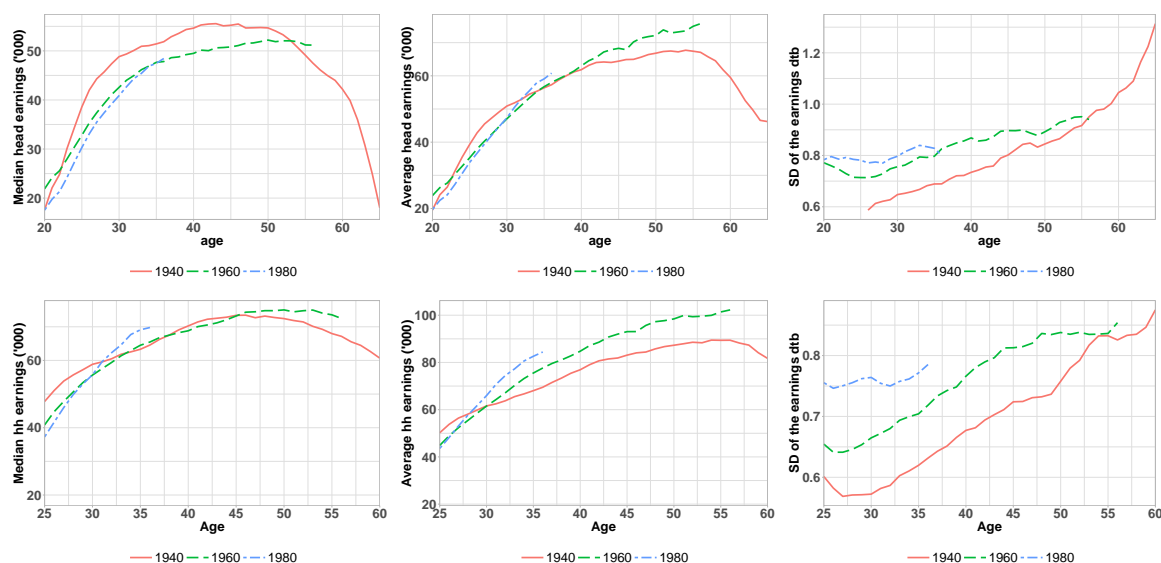 Median head earnings ('000)
50
40
30
20
20 30 40 50 60
age
1940 1960 1980
Average head earnings ('000)
60
40
20
20 30 40 50 60
age
1940 1960 1980
SD of the earnings dtb
1.2
1.0
0.8
0.6
20 30 40 50 60
age
1940 1960 1980
Median hh earnings ('000)
60
40
20
25 30 35 40 45 50 55 60
Age
1940 1960 1980
Average hh earnings ('000)
100
80
60
40
20
25 30 35 40 45 50 55 60
Age
1940 1960 1980
SD of the earnings dtb
0.8
0.7
0.6
25 30 35 40 45 50 55 60
Age
1940 1960 1980